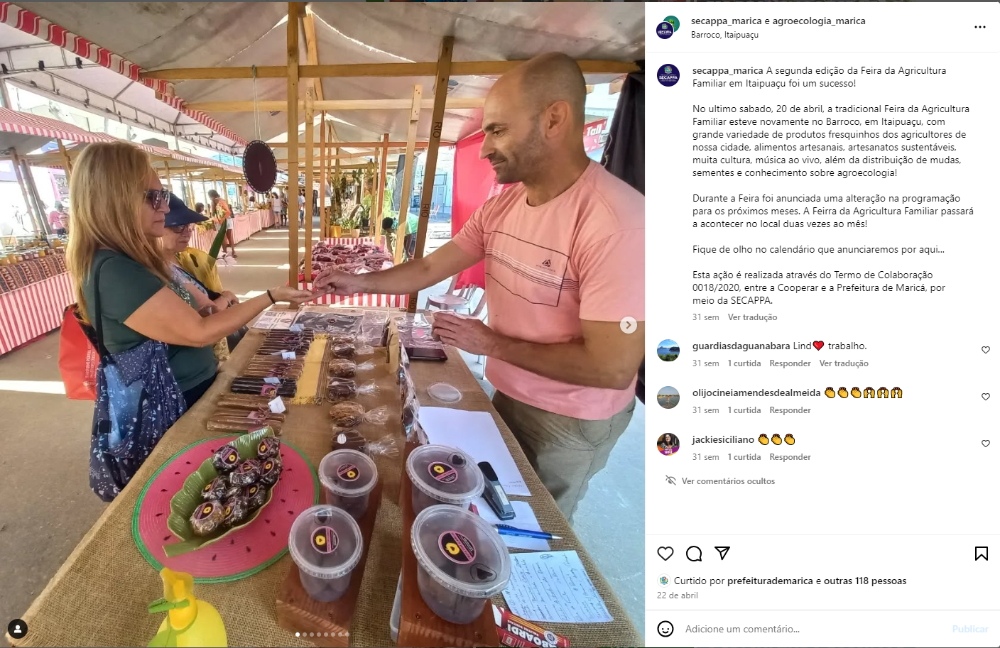 secappa_marica e agroecologia_marica
Barroco, Itaipuaçu
SECAPPA
secappa_marica A segunda edição da Feira da Agricultura
Familiar em Itaipuaçu foi um sucesso!
No ultimo sabado, 20 de abril, a tradicional Feira da Agricultura
Familiar esteve novamente no Barroco, em Itaipuaçu, com
grande variedade de produtos fresquinhos dos agricultores de
nossa cidade, alimentos artesanais, artesanatos sustentáveis,
muita cultura, música ao vivo, além da distribuição de mudas,
sementes e conhecimento sobre agroecologia!
Durante a Feira foi anunciada uma alteração na programação
para os próximos meses. A Feirra da Agricultura Familiar passará
a acontecer no local duas vezes ao mês!
Fique de olho no calendário que anunciaremos por aqui...
Esta ação é realizada através do Termo de Colaboração
0018/2020, entre a Cooperar e a Prefeitura de Maricá, por
meio da SECAPPA.
31 sem Ver tradução
guardiasdaguanabara Lind❤️ trabalho.
31 sem 1 curtida Responder Ver tradução
olijocineiamendesdealmeida 👏👏👏🙌🙌🙌
31 sem 1 curtida Responder
jackiesiciliano 👏👏👏
31 sem 1 curtida Responder
Ver comentários ocultos
Curtido por prefeiturademarica e outras 118 pessoas
22 de abril
Adicione um comentário...
Publicar
RIO
RIO
Tall